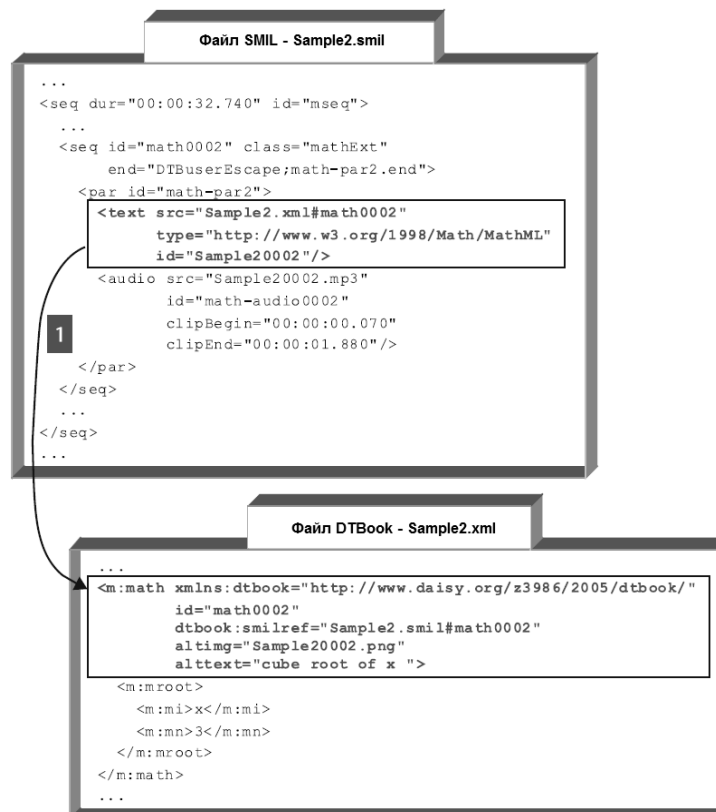 Файл SMIL - Sample2.smil
...
<seq dur="00:00:32.740" id="mseq">
...
<seq id="math0002" class="mathExt"
end="DTBuserEscape;math-par2.end">
<par id="math-par2">
<text src="Sample2.xml#math0002"
type="http://www.w3.org/1998/Math/MathML"
id="Sample20002"/>
<audio src="Sample20002.mp3"
id="math-audio0002"
clipBegin="00:00:00.070"
clipEnd="00:00:01.880"/>
1
</par>
</seq>
...
</seq>
...
Файл DTBook - Sample2.xml
...
<m:math xmlns:dtbook="http://www.daisy.org/z3986/2005/dtbook/"
id="math0002"
dtbook:smilref="Sample2.smil#math0002"
altimg="Sample20002.png"
alttext="cube root of x ">
<m:mroot>
<m:mi>x</m:mi>
<m:mn>3</m:mn>
</m:mroot>
</m:math>
...